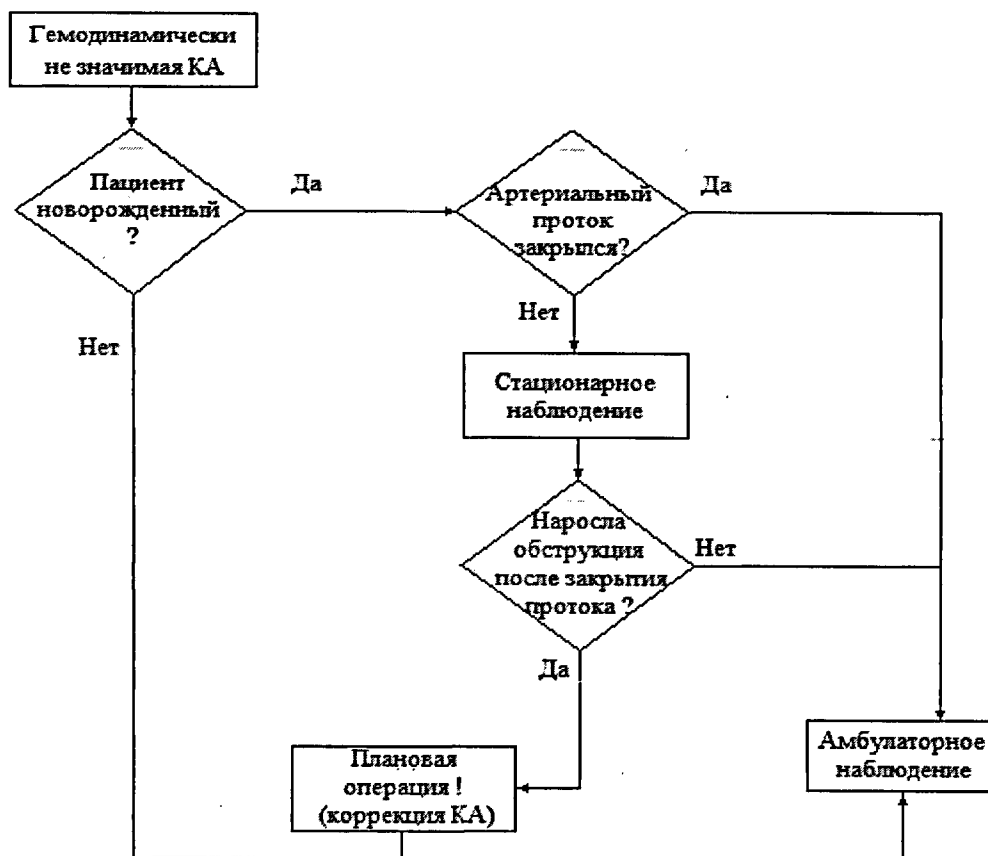 Гемодинамически
не значимая КА
Пациент
новорожденный
?
Да
Артериальный
проток
закрылся?
Да
Нет
Нет
Стационарное
наблюдение
Наросла
обструкция
после закрытия
протока ?
Нет
Да
Плановая
операция !
(коррекция КА)
Амбулаторное
наблюдение